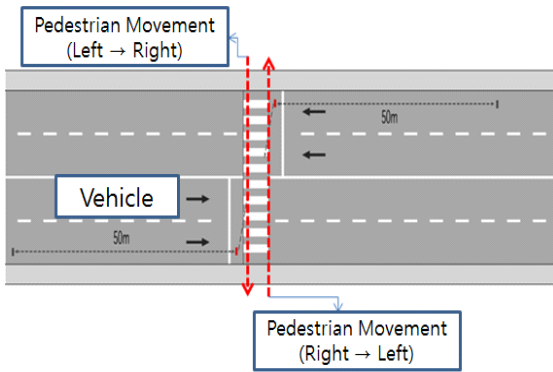 Pedestrian Movement
(Left → Right)
50m
Vehicle
50m
Pedestrian Movement
(Right → Left)